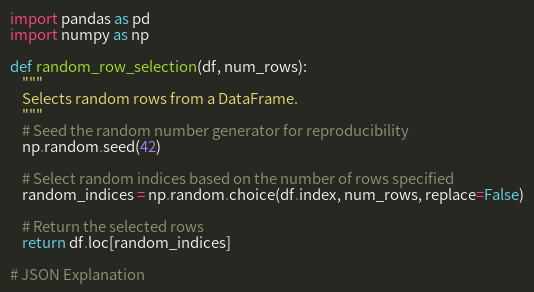 import pandas as pd
import numpy as np
def random_row_selection(df, num_rows):
"""
Selects random rows from a DataFrame.
"""
# Seed the random number generator for reproducibility
np.random.seed(42)
# Select random indices based on the number of rows specified
random_indices = np.random.choice(df.index, num_rows, replace=False)
# Return the selected rows
return df.loc[random_indices]
# JSON Explanation